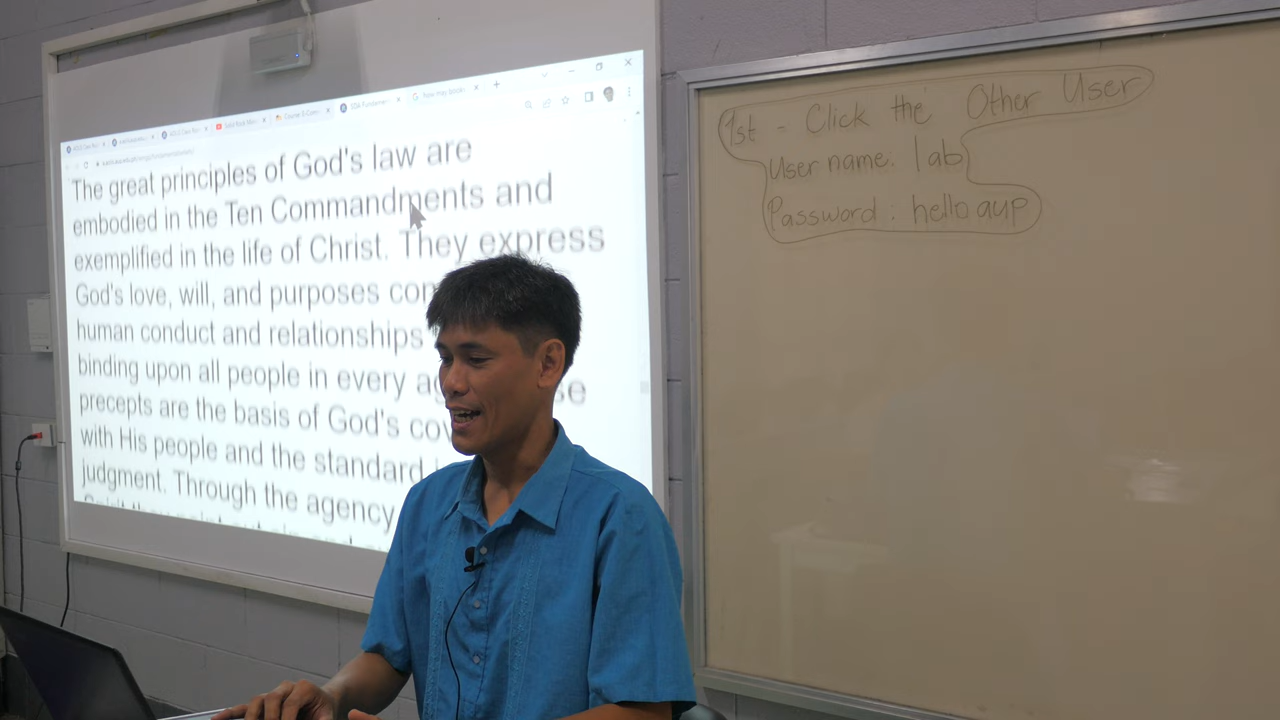 The great principles of God's law are
embodied in the Ten Commandments and
exemplified in the life of Christ. They express
God's love, will, and purposes
human conduct and relationships
binding upon all people in every
precepts are the basis of God's
with His people and the standard
judgment. Through the agency
1st - Click the Other User
User name: lab
Password: hello aup